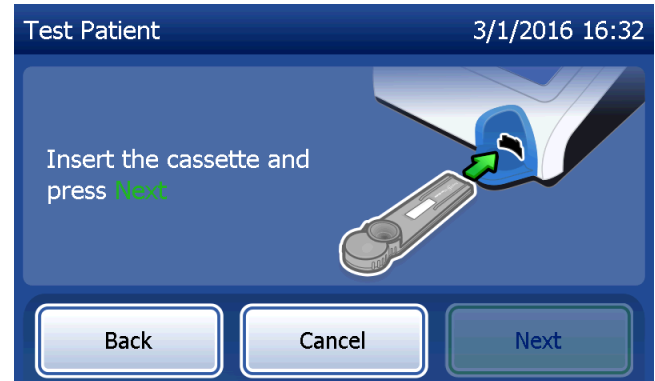 Test Patient 3/1/2016 16:32
Insert the cassette and
press Next
Back Cancel Next